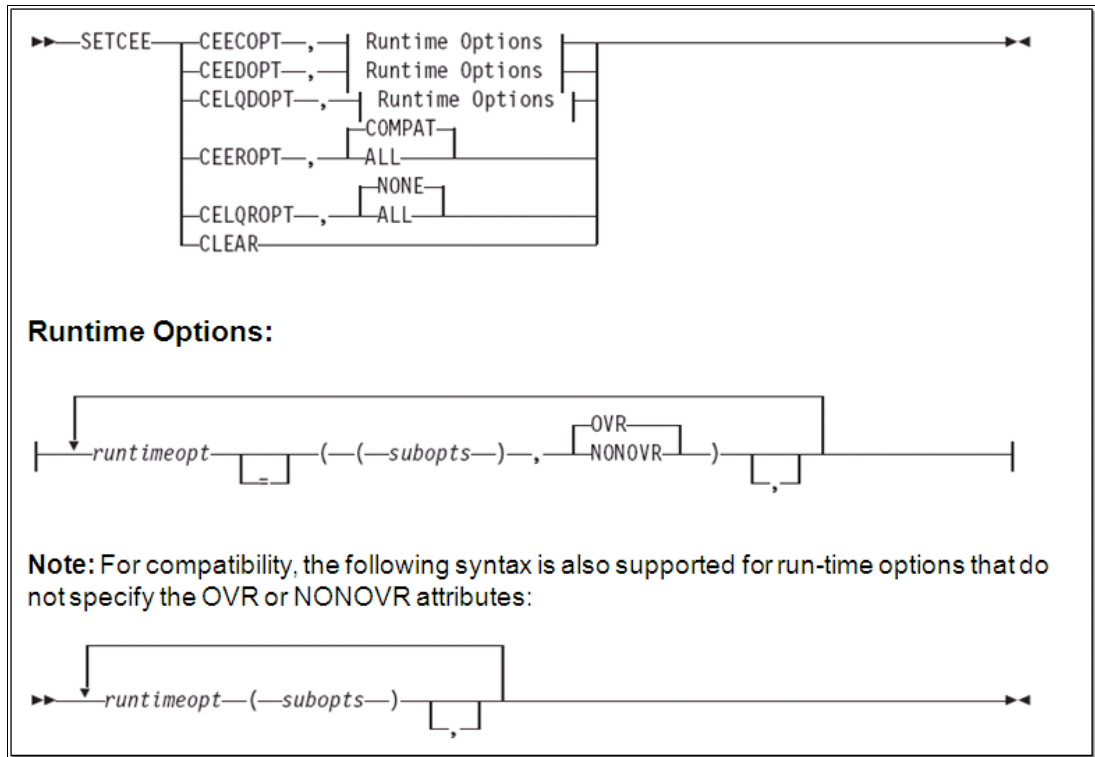 SETCEE CEECOPT , Runtime Options
CEEDOPT , Runtime Options
CELQDOPT , Runtime Options
COMPAT
CEEROPT , ALL
NONE
CELQROPT , ALL
CLEAR
Runtime Options:
OVR
runtimeopt = ( ( subopts ) , NONOVR ) ,
Note: For compatibility, the following syntax is also supported for run-time options that do
not specify the OVR or NONOVR attributes:
runtimeopt ( subopts ) ,